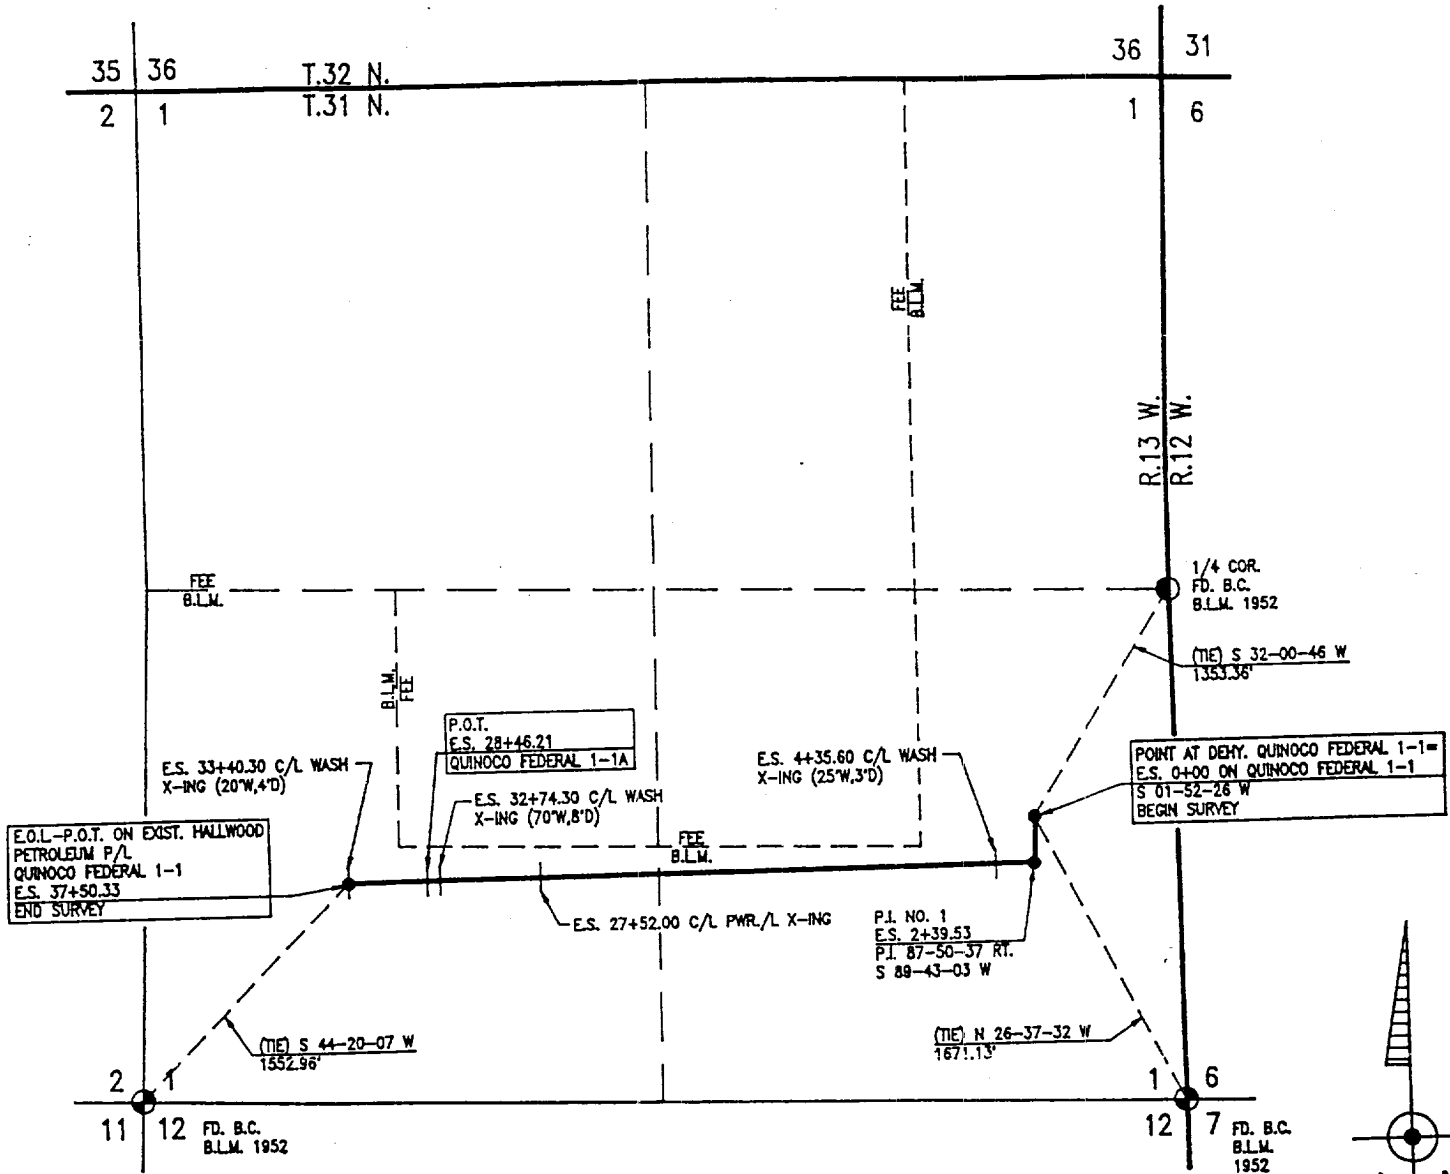 35 36
36 31
T.32 N.
T.31 N.
2 1
1 6
FEE
B.L.M.
R.13 W.
R.12 W.
1/4 COR.
FD. B.C.
B.L.M. 1952
FEE
B.L.M.
(TIE) S 32-00-46 W
1353.36'
B.L.M.
FEE
P.O.T.
E.S. 28+46.21
QUINOCO FEDERAL 1-1A
E.S. 33+40.30 C/L WASH
X-ING (20'W,4'D)
E.S. 4+35.60 C/L WASH
X-ING (25'W,3'D)
POINT AT DEHY. QUINOCO FEDERAL 1-1=
E.S. 0+00 ON QUINOCO FEDERAL 1-1
S 01-52-26 W
BEGIN SURVEY
E.S. 32+74.30 C/L WASH
X-ING (70'W,8'D)
E.O.L-P.O.T. ON EXIST. HALLWOOD
PETROLEUM P/L
QUINOCO FEDERAL 1-1
E.S. 37+50.33
END SURVEY
FEE
B.L.M.
E.S. 27+52.00 C/L PWR./L X-ING
P.I. NO. 1
E.S. 2+39.53
P.I. 87-50-37 RT.
S 89-43-03 W
(TIE) S 44-20-07 W
1552.96'
(TIE) N 26-37-32 W
1671.13'
2 1
11 12
FD. B.C.
B.L.M. 1952
1 6
12 7
FD. B.C.
B.L.M.
1952